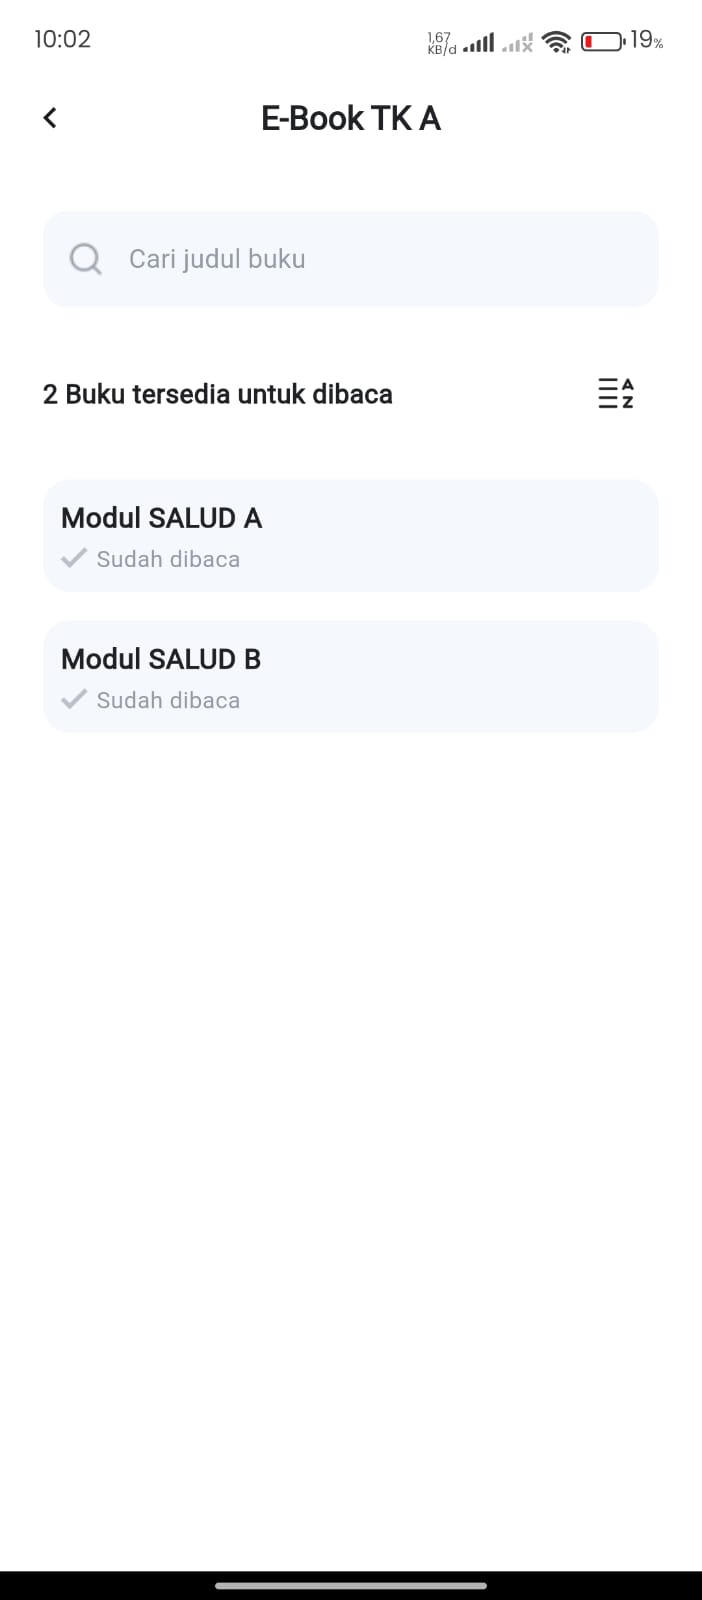 10:02
1,67
KB/d
19%
E-Book TK A
Cari judul buku
2 Buku tersedia untuk dibaca
A
Z
Modul SALUD A
Sudah dibaca
Modul SALUD B
Sudah dibaca